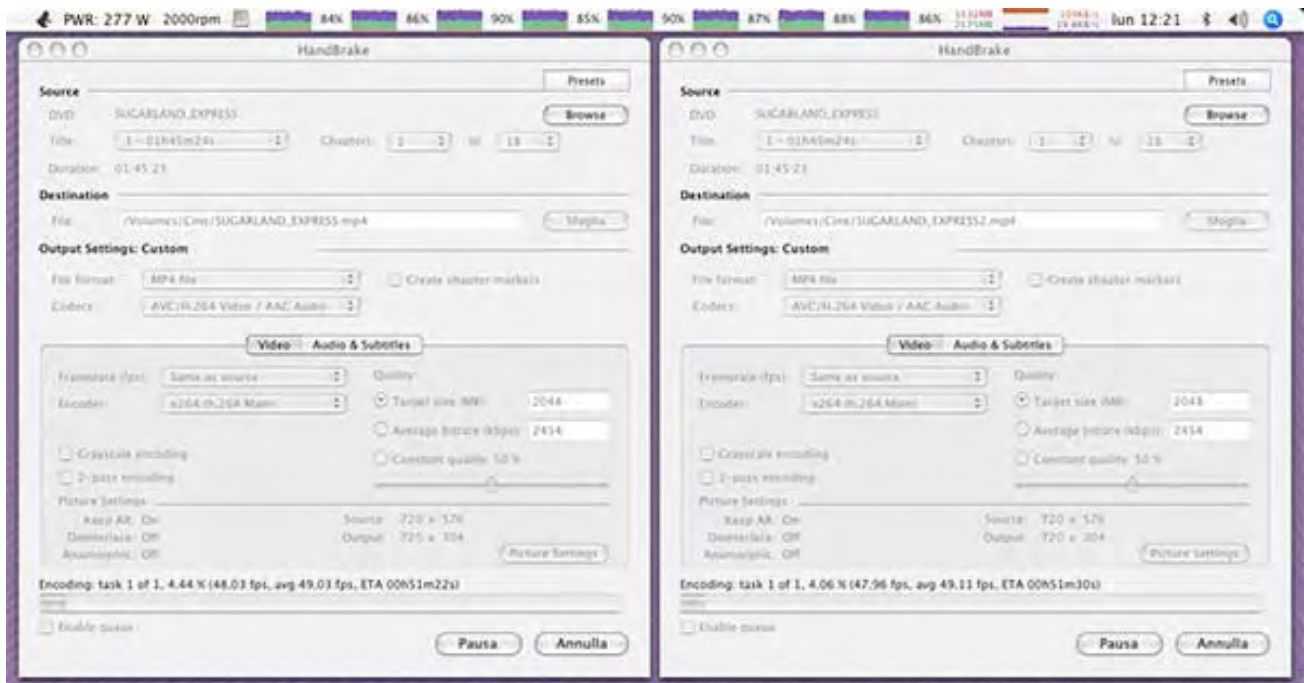 PWR: 277 W 2000rpm 84% 86% 90% 85% 90% 87% 88% 86% lun 12:21
HandBrake
Presets
Source
DVD: SUGARLAND_EXPRESS
Browse
Title: 1 - 01h45m24s Chapters: 1 to 18
Duration: 01:45:23
Destination
File: /Volumes/Cine/SUGARLAND_EXPRESS.mp4 Sfoglia
Output Settings: Custom
File format: MP4 file Create chapter markers
Codecs: AVC/H.264 Video / AAC Audio
Video Audio & Subtitles
Framerate (fps): Same as source Quality:
Encoder: x264 (h.264 Main) Target size (MB): 2048
Average bitrate (kbps): 2454
Grayscale encoding Constant quality: 50 %
2-pass encoding
Picture Settings
Keep AR: On Source: 720 x 576
Deinterlace: Off Output: 720 x 304
Anamorphic: Off Picture Settings
Encoding: task 1 of 1, 4.44 % (48.03 fps, avg 49.03 fps, ETA 00h51m22s)
Enable queue
Pausa Annulla
HandBrake
Presets
Source
DVD: SUGARLAND_EXPRESS
Browse
Title: 1 - 01h45m24s Chapters: 1 to 18
Duration: 01:45:23
Destination
File: /Volumes/Cine/SUGARLAND_EXPRESS2.mp4 Sfoglia
Output Settings: Custom
File format: MP4 file Create chapter markers
Codecs: AVC/H.264 Video / AAC Audio
Video Audio & Subtitles
Framerate (fps): Same as source Quality:
Encoder: x264 (h.264 Main) Target size (MB): 2048
Average bitrate (kbps): 2454
Grayscale encoding Constant quality: 50 %
2-pass encoding
Picture Settings
Keep AR: On Source: 720 x 576
Deinterlace: Off Output: 720 x 304
Anamorphic: Off Picture Settings
Encoding: task 1 of 1, 4.06 % (47.96 fps, avg 49.11 fps, ETA 00h51m30s)
Enable queue
Pausa Annulla